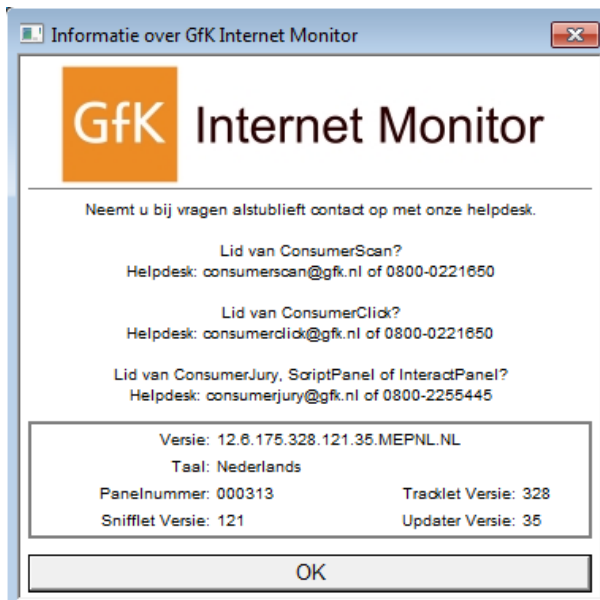 Informatie over GfK Internet Monitor
GfK Internet Monitor
Neemt u bij vragen alstublieft contact op met onze helpdesk.
Lid van ConsumerScan?
Helpdesk: consumerscan@gfk.nl of 0800-0221650
Lid van ConsumerClick?
Helpdesk: consumerclick@gfk.nl of 0800-0221650
Lid van ConsumerJury, ScriptPanel of InteractPanel?
Helpdesk: consumerjury@gfk.nl of 0800-2255445
Versie: 12.6.175.328.121.35.MEPNL.NL
Taal: Nederlands
Panelnummer: 000313 Tracklet Versie: 328
Snifflet Versie: 121 Updater Versie: 35
OK